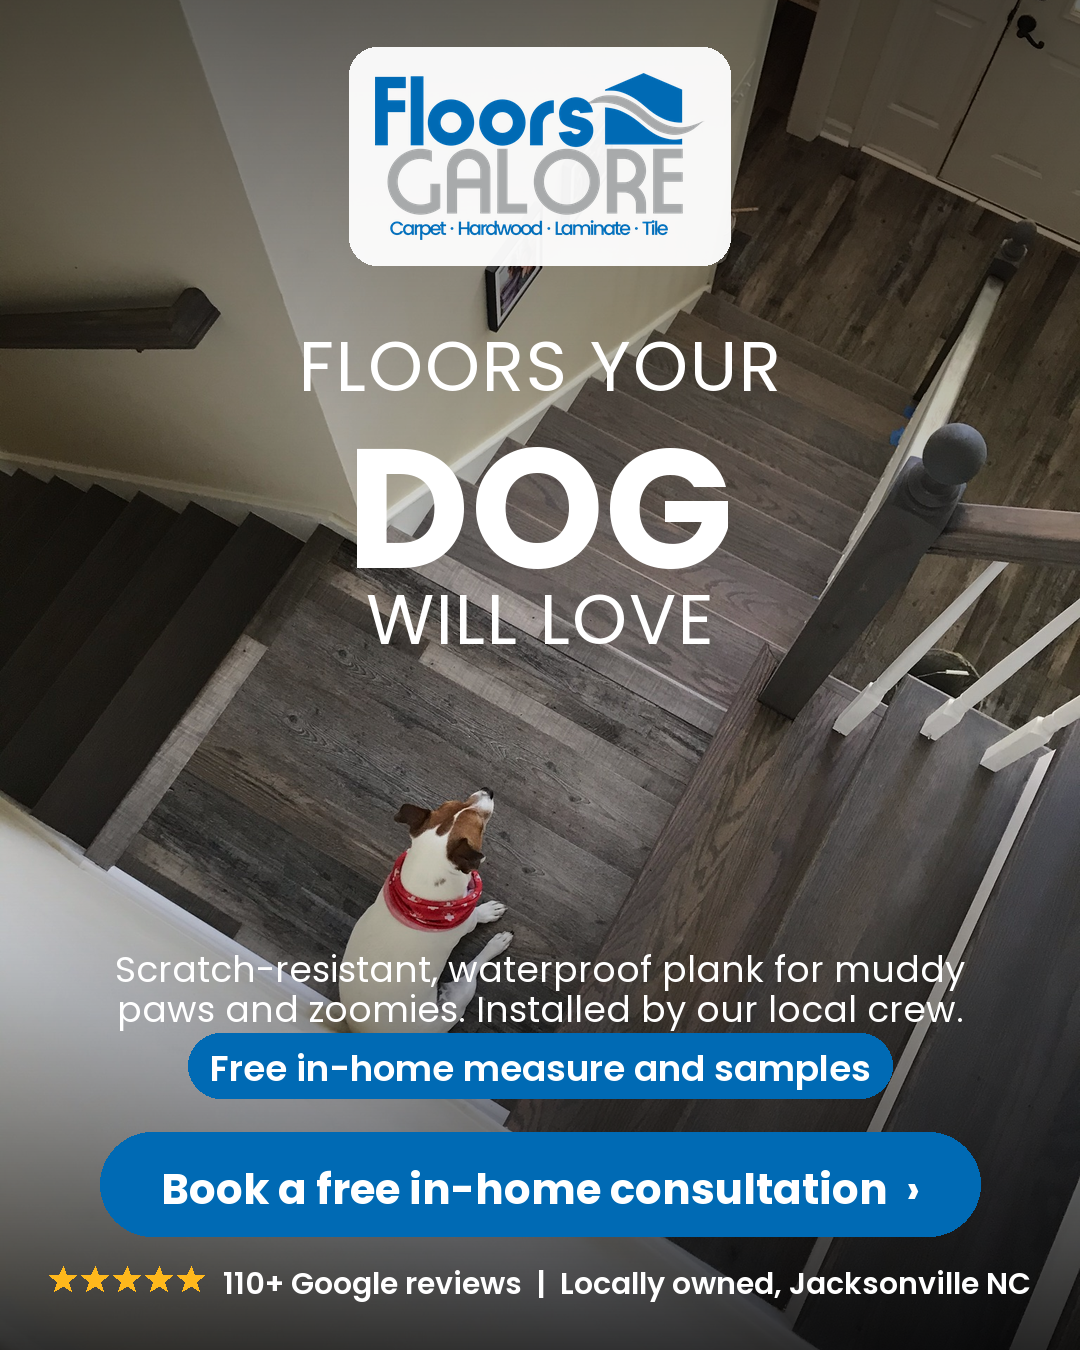 Floors
GALORE
Carpet · Hardwood · Laminate · Tile
FLOORS YOUR
DOG
WILL LOVE
Scratch-resistant, waterproof plank for muddy
paws and zoomies. Installed by our local crew.
Free in-home measure and samples
Book a free in-home consultation ›
★★★★★ 110+ Google reviews | Locally owned, Jacksonville NC